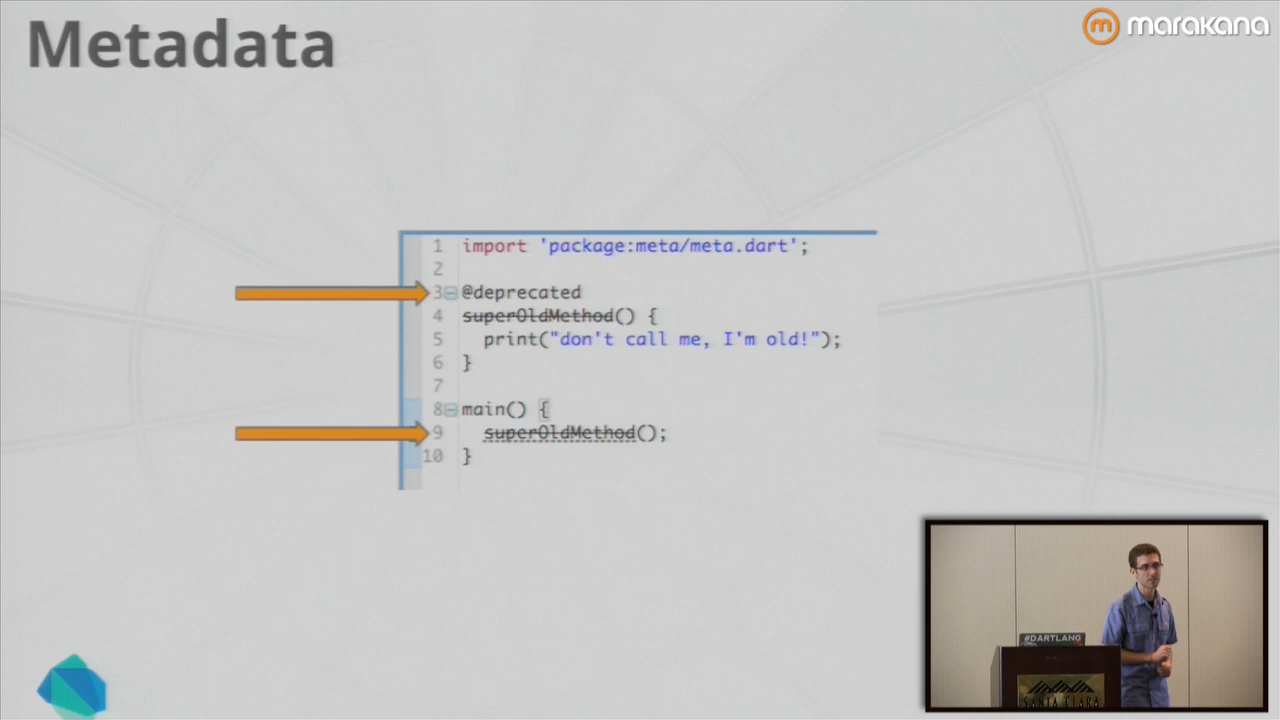 Metadata
marakana
1 import 'package:meta/meta.dart';
2
3 @deprecated
4 superOldMethod() {
5 print("don't call me, I'm old!");
6 }
7
8 main() {
9 superOldMethod();
10 }
#DARTLANG
SANTA CLARA